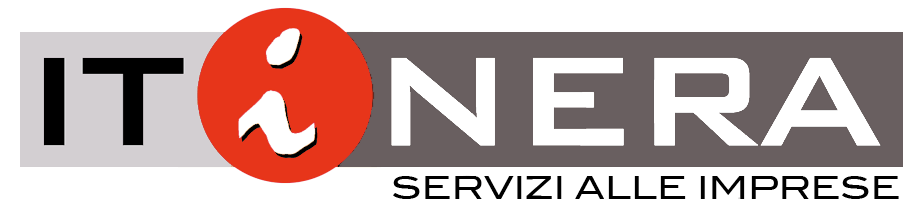 ITiNERA
SERVIZI ALLE IMPRESE